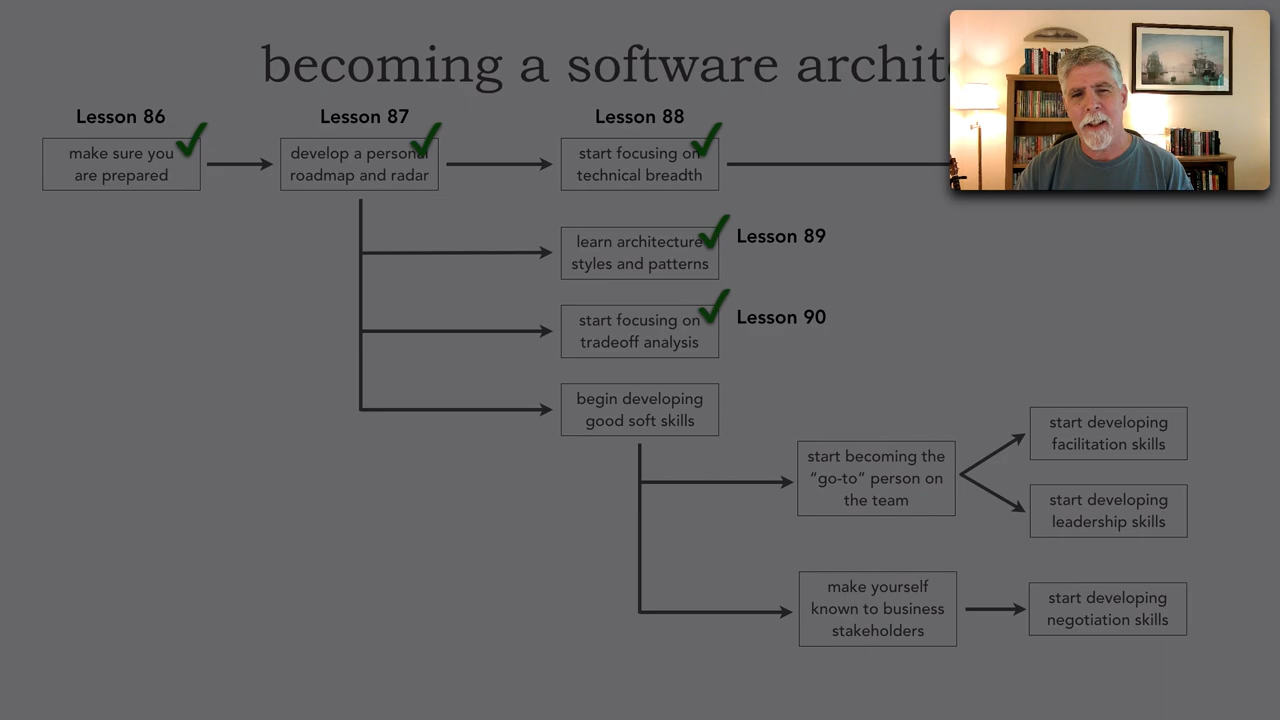 becoming a software archite
Lesson 86
Lesson 87
Lesson 88
make sure you
are prepared
develop a personal
roadmap and radar
start focusing on
technical breadth
learn architecture
styles and patterns
Lesson 89
start focusing on
tradeoff analysis
Lesson 90
begin developing
good soft skills
start becoming the
“go-to“ person on
the team
start developing
facilitation skills
start developing
leadership skills
make yourself
known to business
stakeholders
start developing
negotiation skills